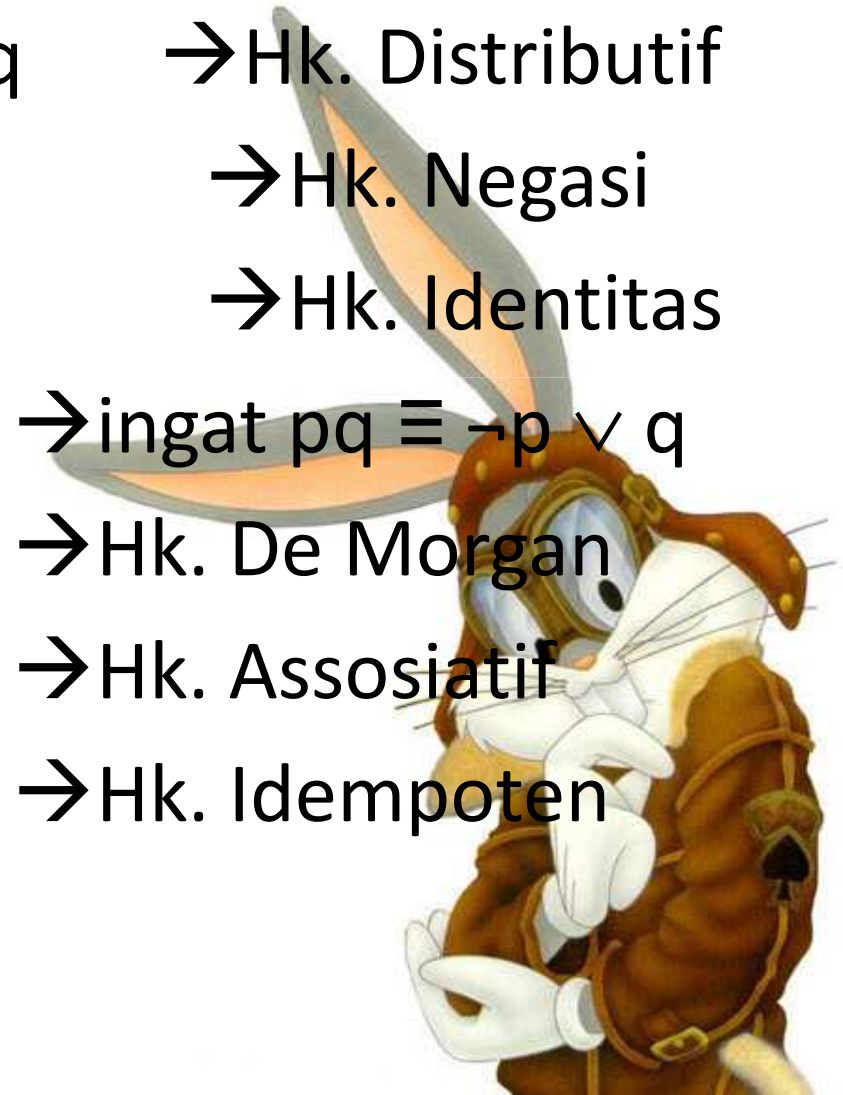 q →Hk. Distributif
→Hk. Negasi
→Hk. Identitas
→ingat pq ≡ ¬p ∨ q
→Hk. De Morgan
→Hk. Assosiatif
→Hk. Idempoten